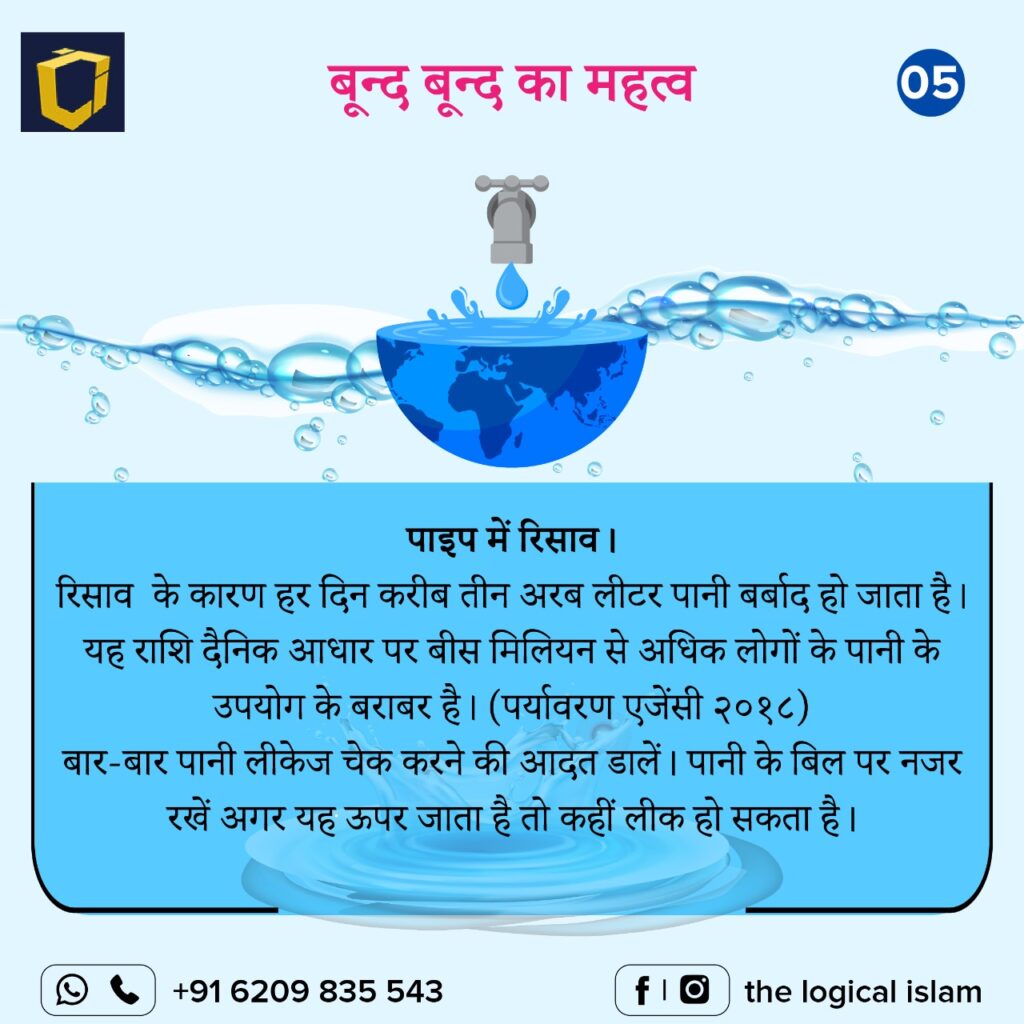 बून्द बून्द का महत्व
05
पाइप में रिसाव।
रिसाव के कारण हर दिन करीब तीन अरब लीटर पानी बर्बाद हो जाता है।
यह राशि दैनिक आधार पर बीस मिलियन से अधिक लोगों के पानी के
उपयोग के बराबर है। (पर्यावरण एजेंसी २०१८)
बार-बार पानी लीकेज चेक करने की आदत डालें। पानी के बिल पर नजर
रखें अगर यह ऊपर जाता है तो कहीं लीक हो सकता है।
+91 6209 835 543
the logical islam